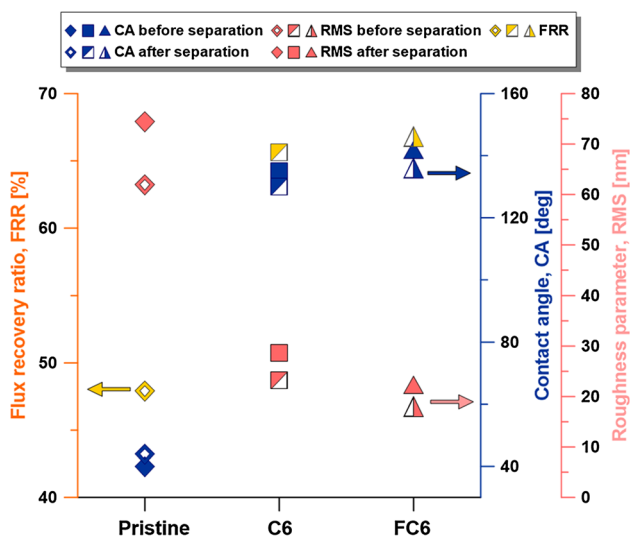 CA before separation RMS before separation FRR
CA after separation RMS after separation
70
60
50
40
Flux recovery ratio, FRR [%]
160
120
80
40
Contact angle, CA [deg]
80
70
60
50
40
30
20
10
0
Roughness parameter, RMS [nm]
Pristine C6 FC6